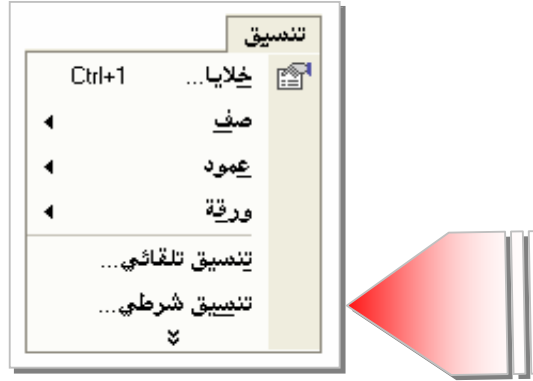 تنسيق
خلايا... Ctrl+1
صف
عمود
ورقة
تنسيق تلقائي...
تنسيق شرطي...